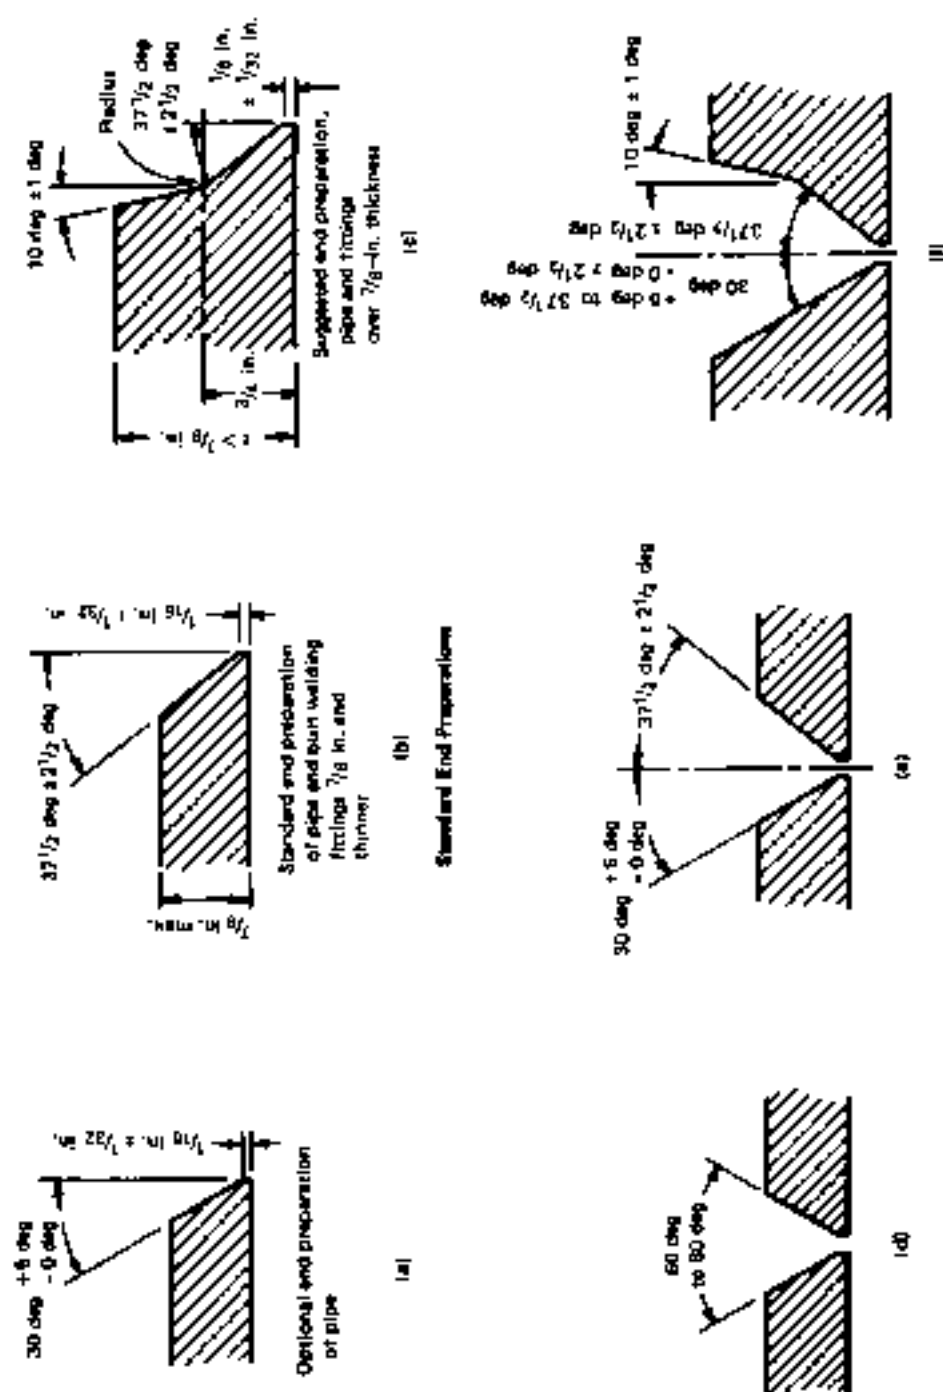 30 deg +5 deg
- 0 deg
1/16 in. ± 1/32 in.
Optional end preparation
of pipe
(a)
37 1/2 deg ± 2 1/2 deg
1/16 in. ± 1/32 in.
7/8 in. max.
Standard end preparation
of pipe and butt welding
fittings 7/8 in. and
thinner
(b)
10 deg ± 1 deg
Radius
37 1/2 deg
± 2 1/2 deg
1/16 in.
± 1/32 in.
3/4 in.
t > 7/8 in.
Suggested end preparation,
pipe and fittings
over 7/8-in. thickness
(c)
Standard End Preparations
60 deg
to 80 deg
(d)
30 deg + 5 deg
- 0 deg
37 1/2 deg ± 2 1/2 deg
(e)
10 deg ± 1 deg
37 1/2 deg ± 2 1/2 deg
30 deg
+ 5 deg to 37 1/2 deg
- 0 deg ± 2 1/2 deg
(f)